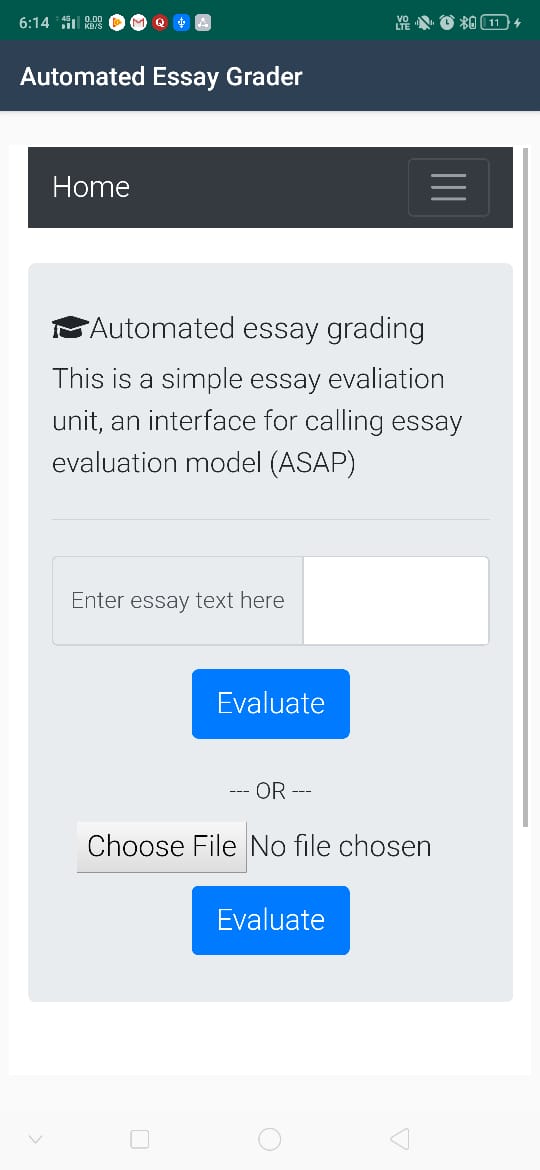 6:14 4G 0.00 KB/S Q A VO LTE 11
Automated Essay Grader
Home
Automated essay grading
This is a simple essay evaliation
unit, an interface for calling essay
evaluation model (ASAP)
Enter essay text here
Evaluate
--- OR ---
Choose File No file chosen
Evaluate